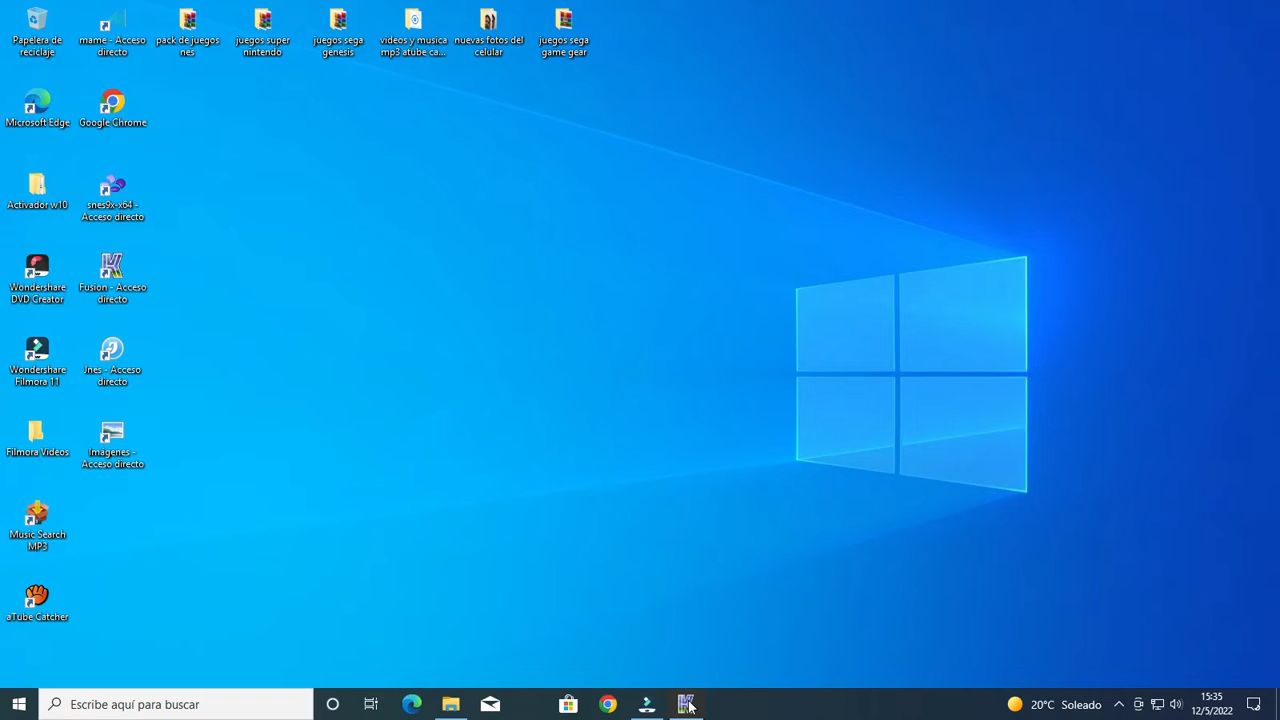 Papelera de
reciclaje
mame - Acceso
directo
pack de juegos
nes
juegos super
nintendo
juegos sega
genesis
videos y musica
mp3 atube ca...
nuevas fotos del
celular
juegos sega
game gear
Microsoft Edge
Google Chrome
Activador w10
snes9x-x64 -
Acceso directo
Wondershare
DVD Creator
Fusion - Acceso
directo
Wondershare
Filmora 11
Jnes - Acceso
directo
Filmora Videos
Imágenes -
Acceso directo
Music Search
MP3
aTube Catcher
Escribe aquí para buscar
20°C Soleado
15:35
12/5/2022